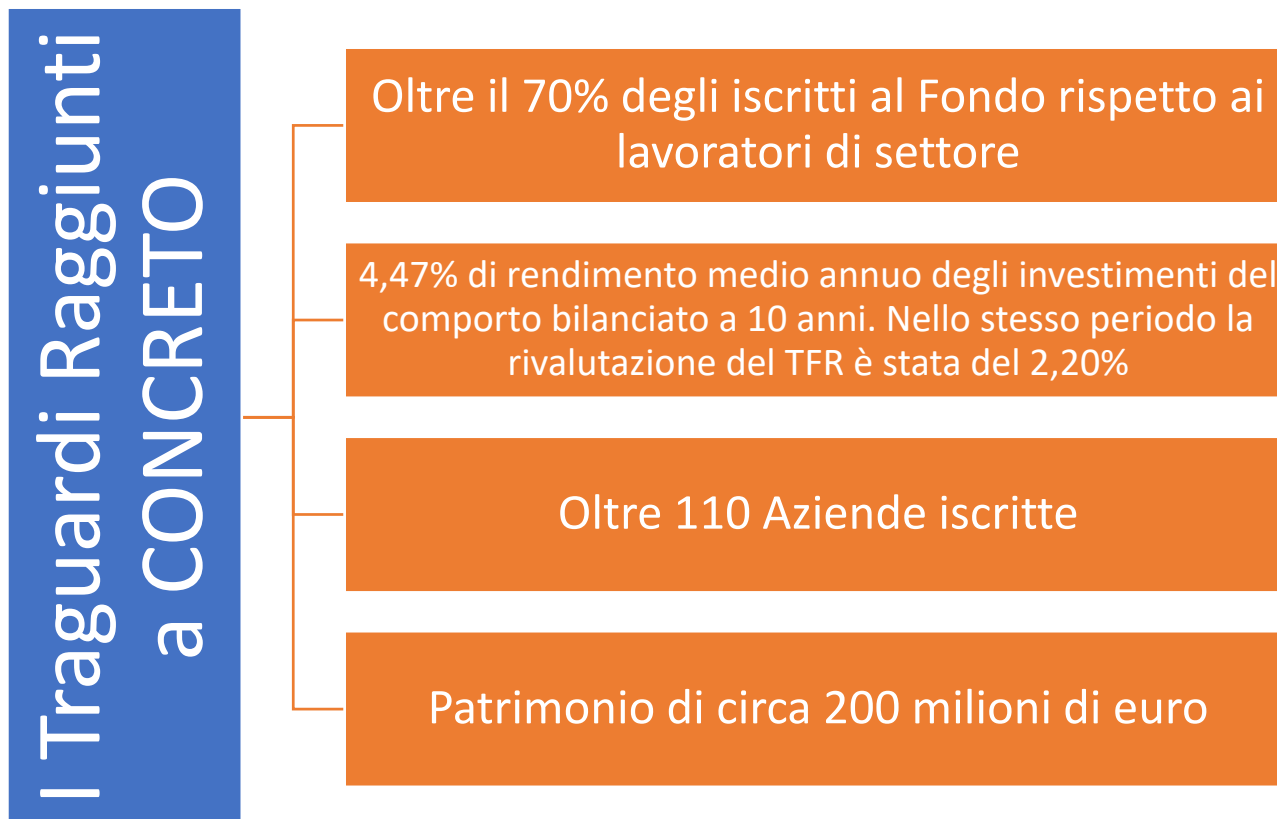 I Traguardi Raggiunti
a CONCRETO
Oltre il 70% degli iscritti al Fondo rispetto ai
lavoratori di settore
4,47% di rendimento medio annuo degli investimenti del
comporto bilanciato a 10 anni. Nello stesso periodo la
rivalutazione del TFR è stata del 2,20%
Oltre 110 Aziende iscritte
Patrimonio di circa 200 milioni di euro